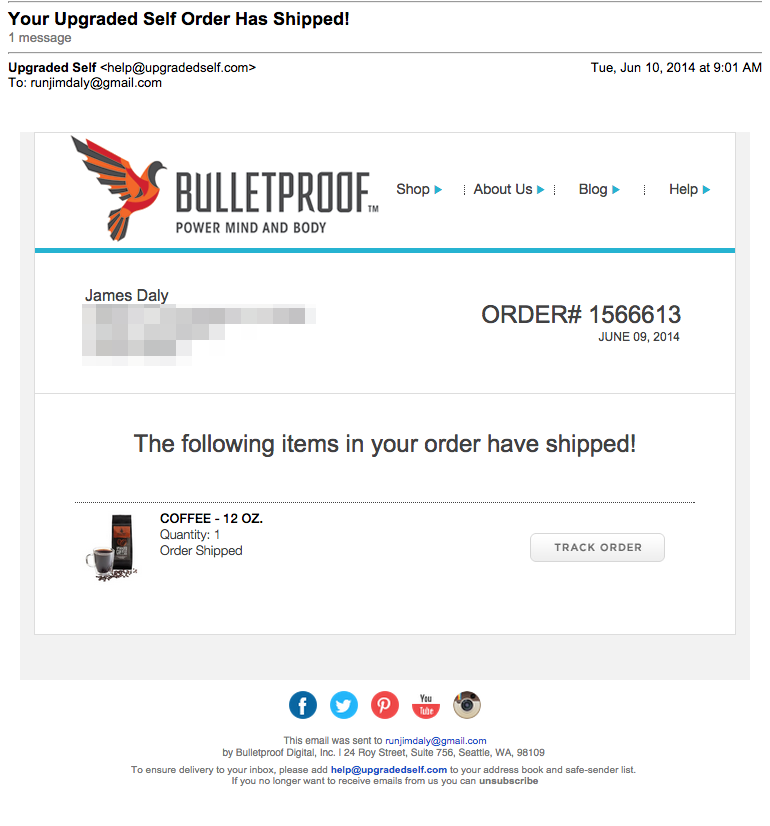 Your Upgraded Self Order Has Shipped!
1 message
Upgraded Self <help@upgradedself.com> Tue, Jun 10, 2014 at 9:01 AM
To: runjimdaly@gmail.com
BULLETPROOF™
POWER MIND AND BODY
Shop About Us Blog Help
James Daly
ORDER# 1566613
JUNE 09, 2014
The following items in your order have shipped!
COFFEE - 12 OZ.
Quantity: 1
Order Shipped
TRACK ORDER
You
Tube
This email was sent to runjimdaly@gmail.com
by Bulletproof Digital, Inc. | 24 Roy Street, Suite 756, Seattle, WA, 98109
To ensure delivery to your inbox, please add help@upgradedself.com to your address book and safe-sender list.
If you no longer want to receive emails from us you can unsubscribe